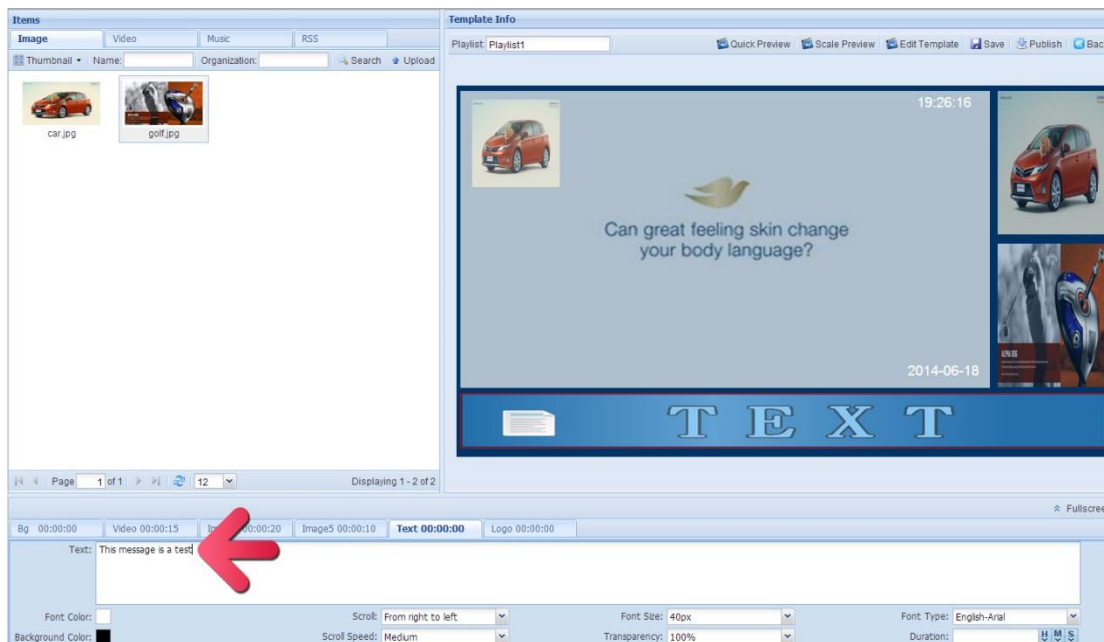 Items
Image Video Music RSS
Thumbnail Name: Organization: Search Upload
car.jpg golf.jpg
Page 1 of 1 12 Displaying 1 - 2 of 2
Template Info
Playlist: Playlist1 Quick Preview Scale Preview Edit Template Save Publish Bac
19:26:16
Can great feeling skin change
your body language?
2014-06-18
TEXT
Fullscree
Bg 00:00:00 Video 00:00:15 00:00:20 Image5 00:00:10 Text 00:00:00 Logo 00:00:00
Text: This message is a test
Font Color: Scroll: From right to left Font Size: 40px Font Type: English-Arial
Background Color: Scroll Speed: Medium Transparency: 100% Duration: H M S